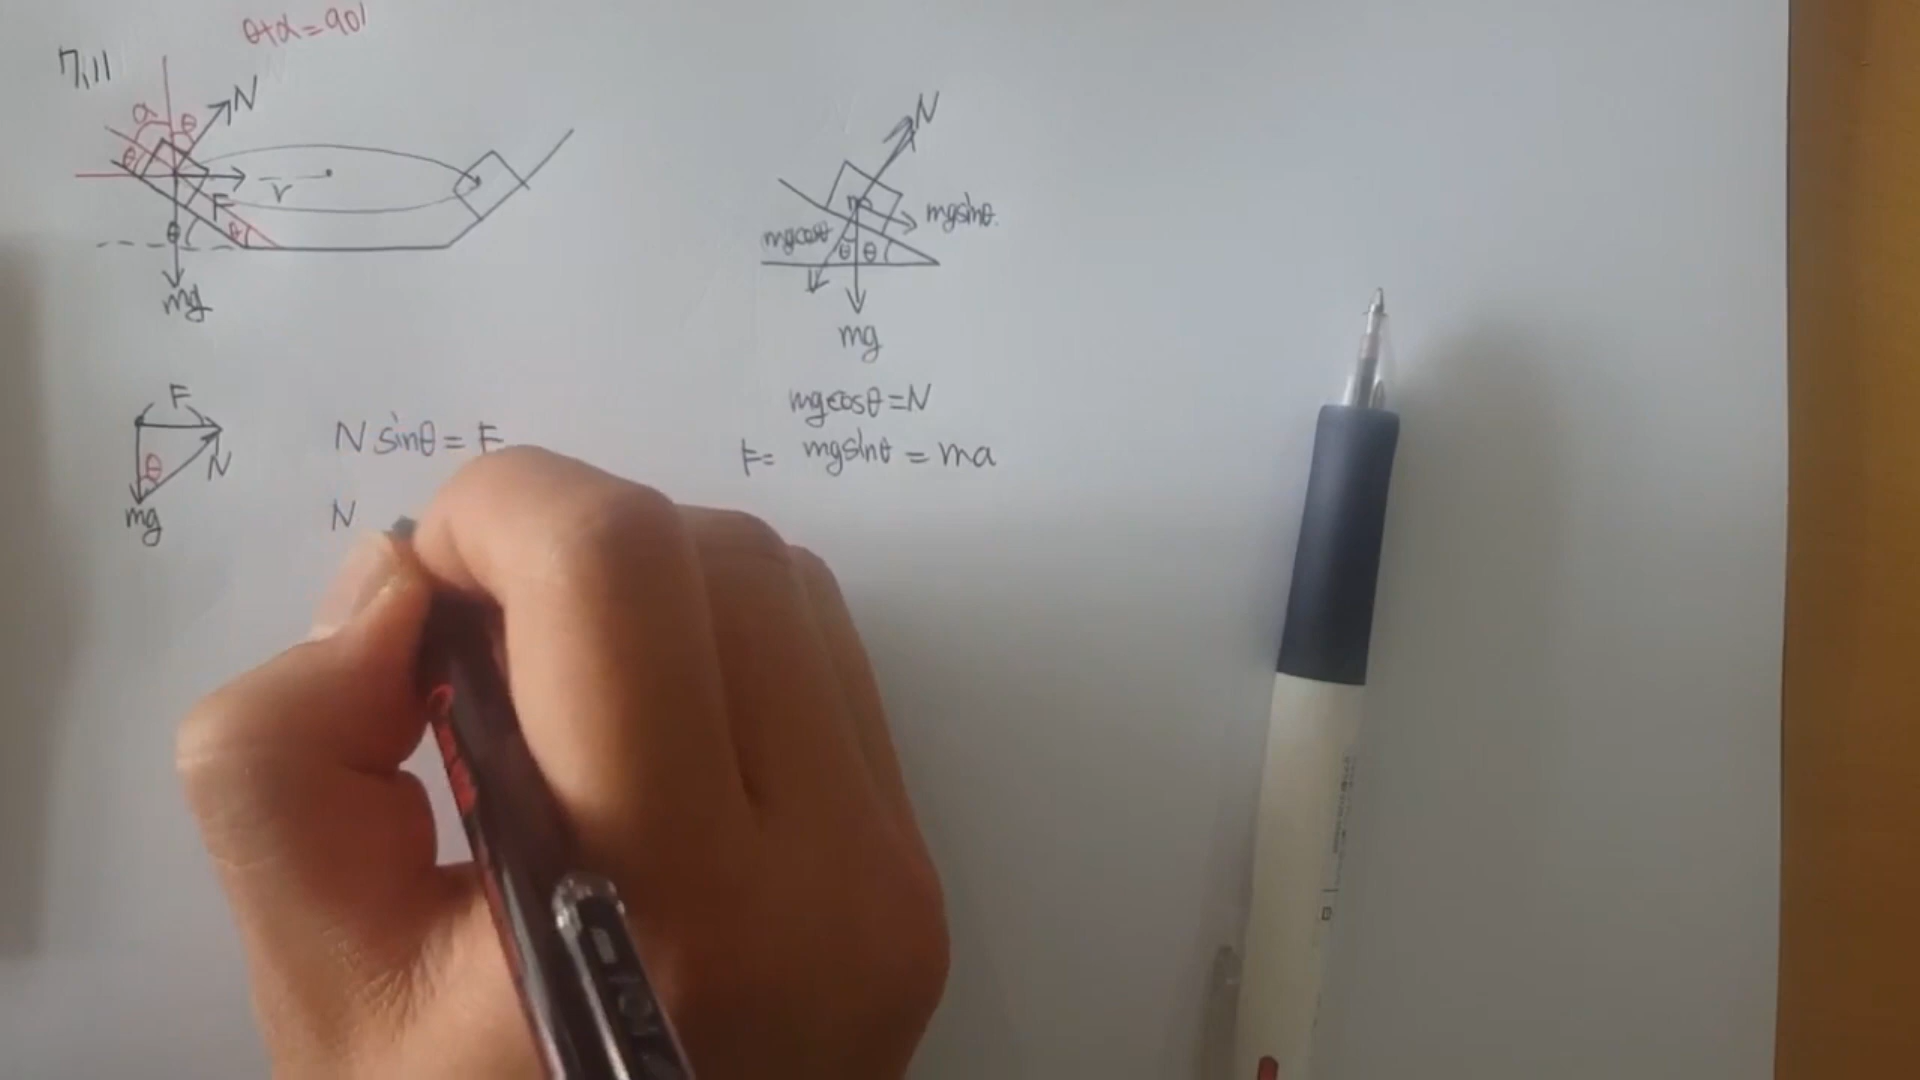 θ+α=90°
7.11
N
α
θ
θ
r
F
θ
θ
mg
N
mgsinθ
mgcosθ
θ
θ
mg
F
θ
N
mg
N sinθ = F
N
mgcosθ=N
F= mgsinθ = ma